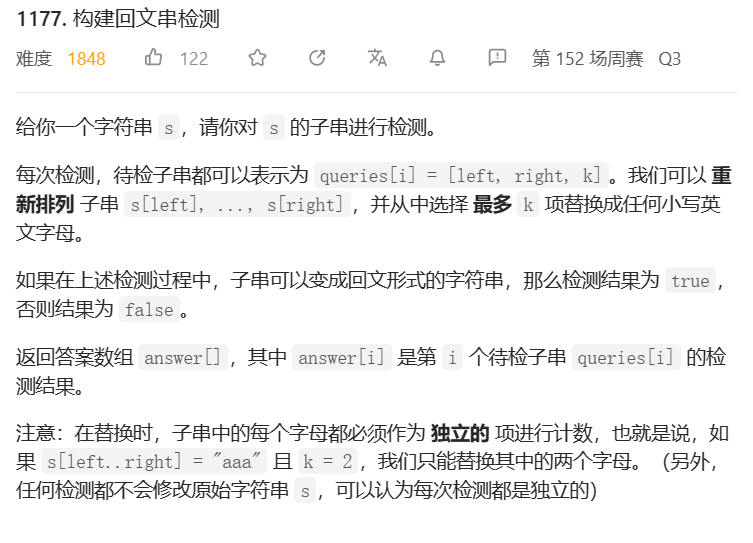 1177. 构建回文串检测
难度 1848 122 第 152 场周赛 Q3
给你一个字符串 s，请你对 s 的子串进行检测。
每次检测，待检子串都可以表示为 queries[i] = [left, right, k]。我们可以 重
新排列 子串 s[left], ..., s[right]，并从中选择 最多 k 项替换成任何小写英
文字母。
如果在上述检测过程中，子串可以变成回文形式的字符串，那么检测结果为 true，
否则结果为 false。
返回答案数组 answer[]，其中 answer[i] 是第 i 个待检子串 queries[i] 的检
测结果。
注意：在替换时，子串中的每个字母都必须作为 独立的 项进行计数，也就是说，如
果 s[left..right] = "aaa" 且 k = 2，我们只能替换其中的两个字母。（另外，
任何检测都不会修改原始字符串 s，可以认为每次检测都是独立的）